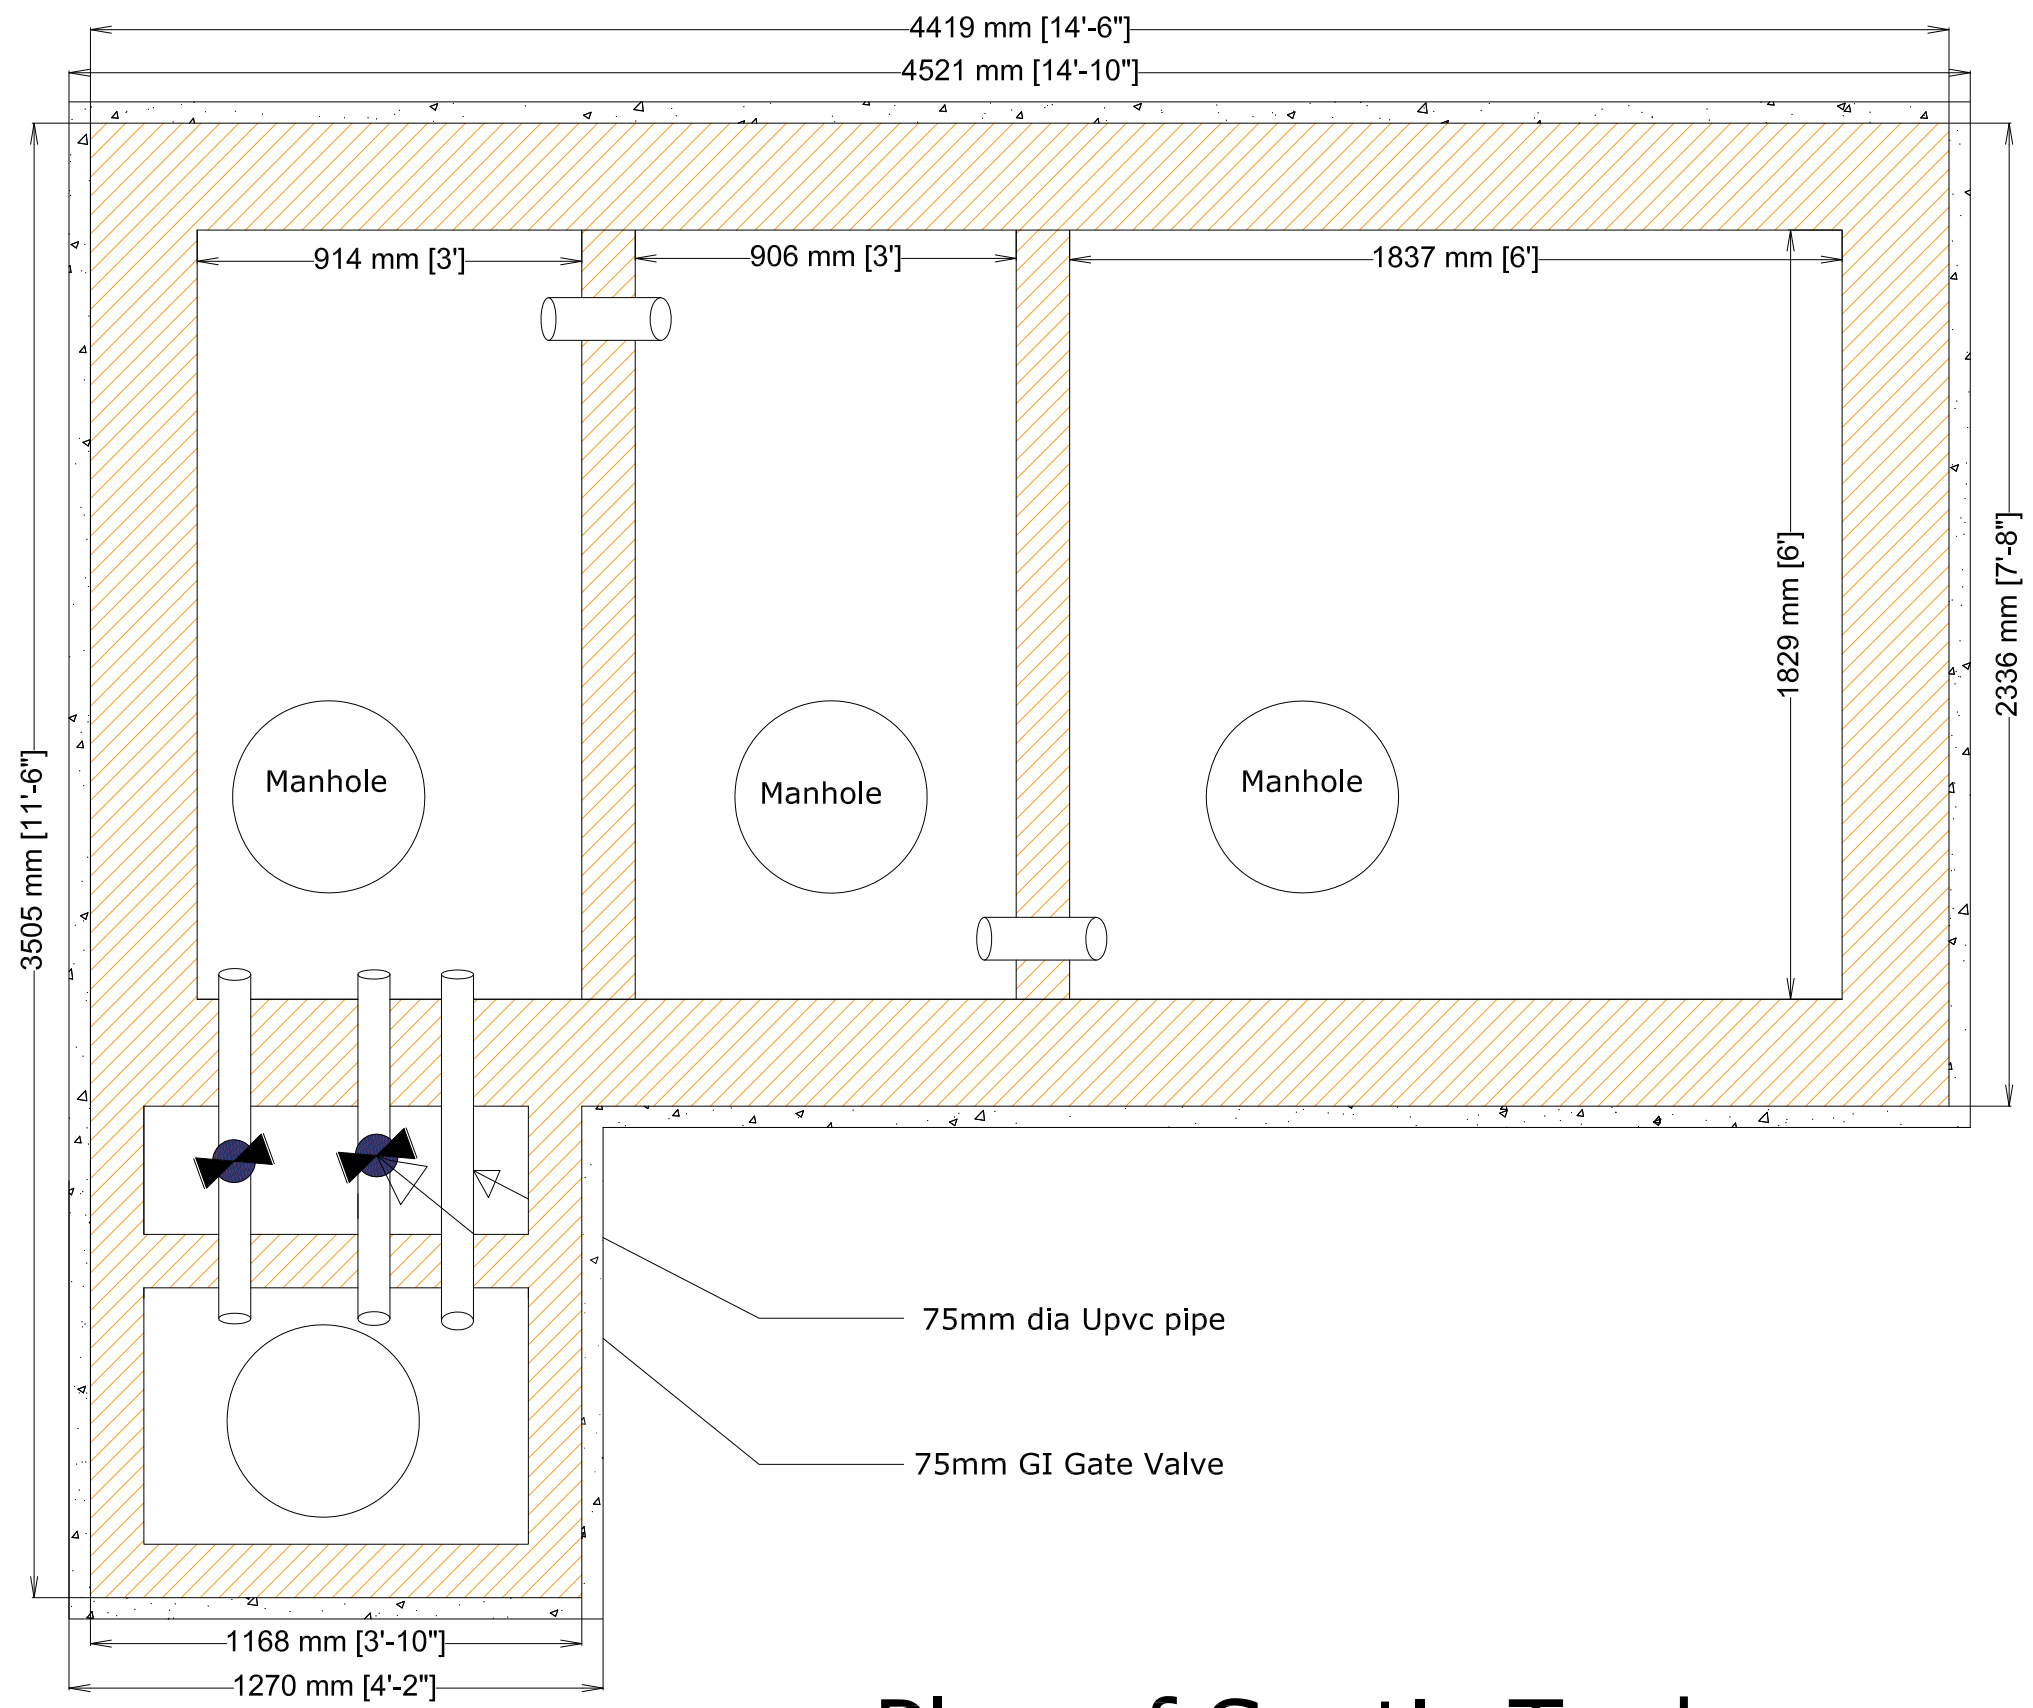 4419 mm [14'-6"]
4521 mm [14'-10"]
914 mm [3']
906 mm [3']
1837 mm [6']
1829 mm [6']
2336 mm [7'-8"]
3505 mm [11'-6"]
Manhole
Manhole
Manhole
75mm dia Upvc pipe
75mm GI Gate Valve
1168 mm [3'-10"]
1270 mm [4'-2"]